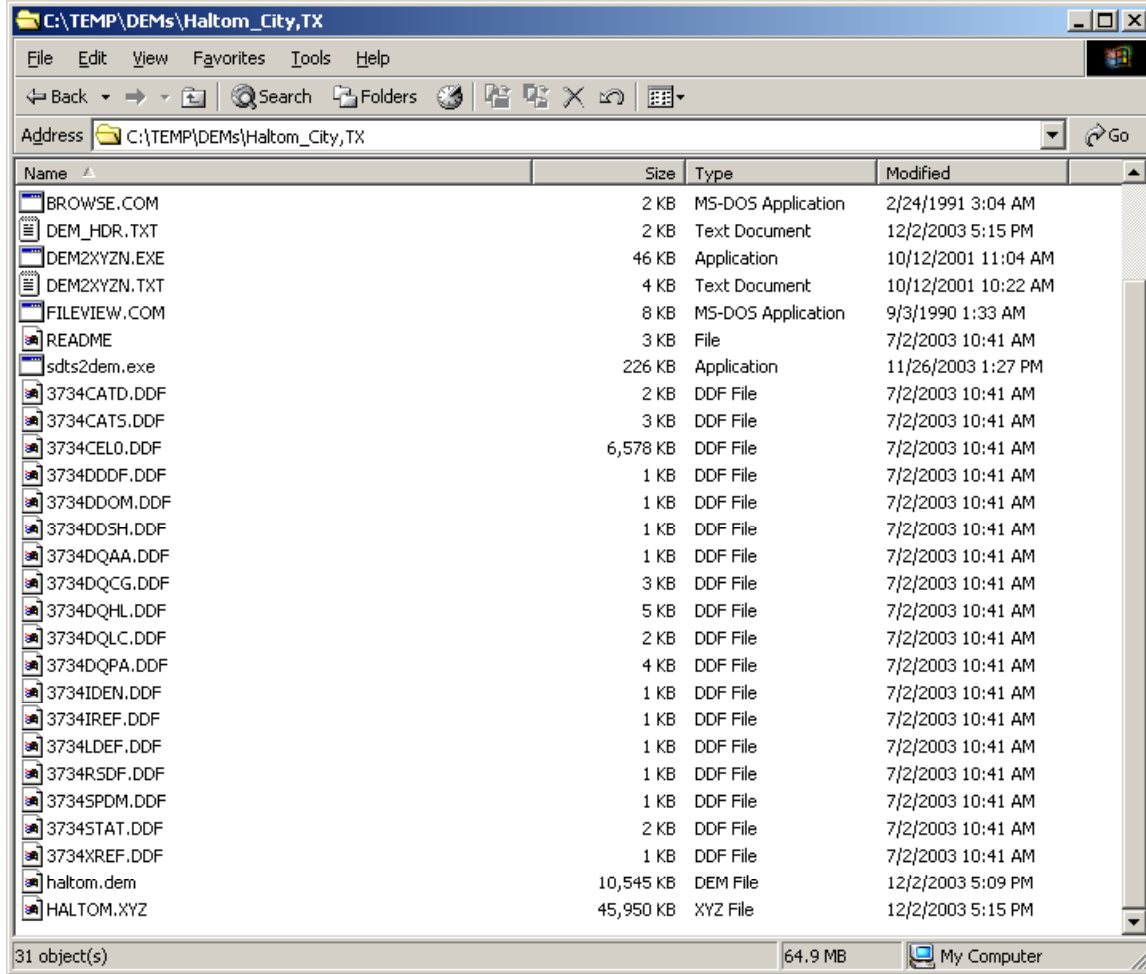 C:\TEMP\DEMs\Haltom_City,TX
File Edit View Favorites Tools Help
Back Search Folders
Address C:\TEMP\DEMs\Haltom_City,TX Go
Name Size Type Modified
BROWSE.COM 2 KB MS-DOS Application 2/24/1991 3:04 AM
DEM_HDR.TXT 2 KB Text Document 12/2/2003 5:15 PM
DEM2XYZN.EXE 46 KB Application 10/12/2001 11:04 AM
DEM2XYZN.TXT 4 KB Text Document 10/12/2001 10:22 AM
FILEVIEW.COM 8 KB MS-DOS Application 9/3/1990 1:33 AM
README 3 KB File 7/2/2003 10:41 AM
sdts2dem.exe 226 KB Application 11/26/2003 1:27 PM
3734CATD.DDF 2 KB DDF File 7/2/2003 10:41 AM
3734CATS.DDF 3 KB DDF File 7/2/2003 10:41 AM
3734CEL0.DDF 6,578 KB DDF File 7/2/2003 10:41 AM
3734DDDF.DDF 1 KB DDF File 7/2/2003 10:41 AM
3734DDOM.DDF 1 KB DDF File 7/2/2003 10:41 AM
3734DDSH.DDF 1 KB DDF File 7/2/2003 10:41 AM
3734DQAA.DDF 1 KB DDF File 7/2/2003 10:41 AM
3734DQCG.DDF 3 KB DDF File 7/2/2003 10:41 AM
3734DQHL.DDF 5 KB DDF File 7/2/2003 10:41 AM
3734DQLC.DDF 2 KB DDF File 7/2/2003 10:41 AM
3734DQPA.DDF 4 KB DDF File 7/2/2003 10:41 AM
3734IDEN.DDF 1 KB DDF File 7/2/2003 10:41 AM
3734IREF.DDF 1 KB DDF File 7/2/2003 10:41 AM
3734LDEF.DDF 1 KB DDF File 7/2/2003 10:41 AM
3734RSDF.DDF 1 KB DDF File 7/2/2003 10:41 AM
3734SPDM.DDF 1 KB DDF File 7/2/2003 10:41 AM
3734STAT.DDF 2 KB DDF File 7/2/2003 10:41 AM
3734XREF.DDF 1 KB DDF File 7/2/2003 10:41 AM
haltom.dem 10,545 KB DEM File 12/2/2003 5:09 PM
HALTOM.XYZ 45,950 KB XYZ File 12/2/2003 5:15 PM
31 object(s) 64.9 MB My Computer